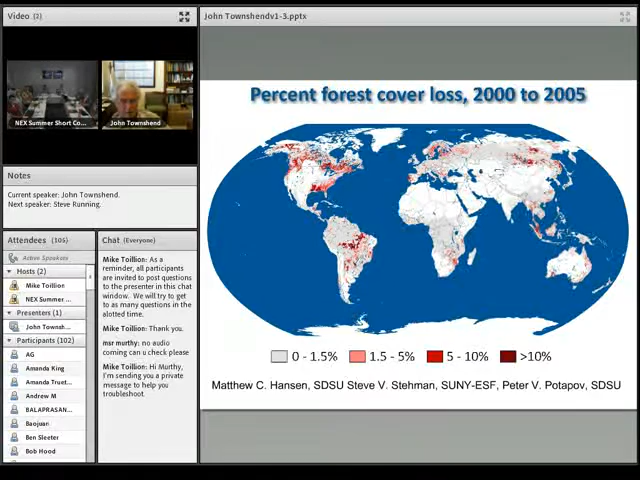 Video (2)
NEX Summer Short Co...
John Townshend
Notes
Current speaker: John Townshend.
Next speaker: Steve Running.
Attendees (105)
Active Speakers
Hosts (2)
Mike Toillion
NEX Summer ...
Presenters (1)
John Townsh...
Participants (102)
AG
Amanda King
Amanda Truet...
Andrew M
BALAPRASAN...
Baojuan
Ben Sleeter
Bob Hood
Chat (Everyone)
Mike Toillion: As a
reminder, all participants
are invited to post questions
to the presenter in this chat
window. We will try to get
to as many questions in the
alotted time.
Mike Toillion: Thank you.
msr murthy: no audio
coming cau u check please
Mike Toillion: Hi Murthy,
I'm sending you a private
message to help you
troubleshoot.
John Townshendv1-3.pptx
Percent forest cover loss, 2000 to 2005
0 - 1.5% 1.5 - 5% 5 - 10% >10%
Matthew C. Hansen, SDSU Steve V. Stehman, SUNY-ESF, Peter V. Potapov, SDSU